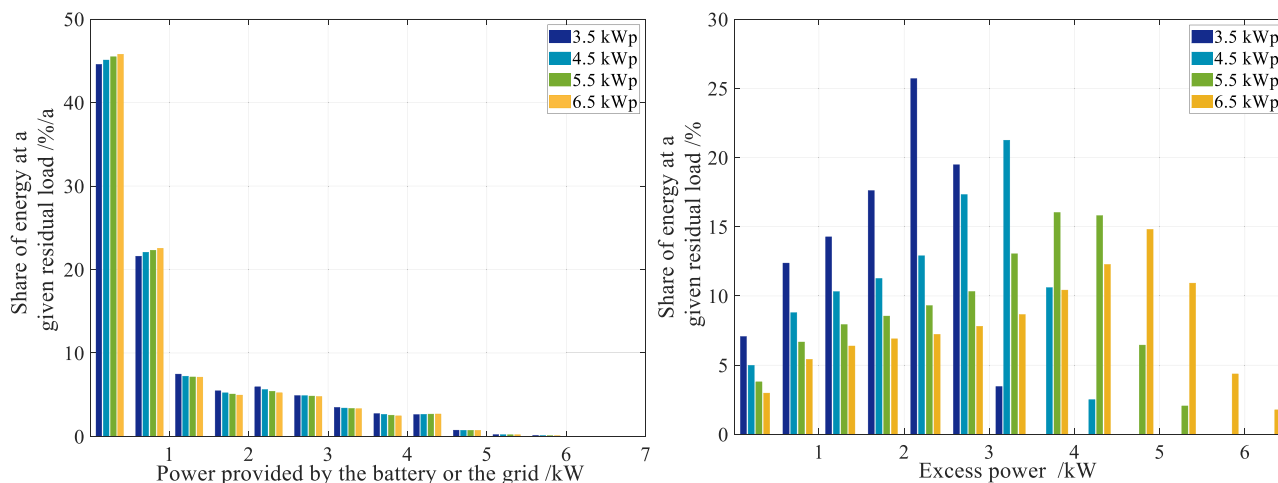 50
40
30
20
10
0
Share of energy at a
given residual load /%/a
1
2
3
4
5
6
7
Power provided by the battery or the grid /kW
3.5 kWp
4.5 kWp
5.5 kWp
6.5 kWp
30
25
20
15
10
5
0
Share of energy at a
given residual load /%
1
2
3
4
5
6
Excess power /kW
3.5 kWp
4.5 kWp
5.5 kWp
6.5 kWp